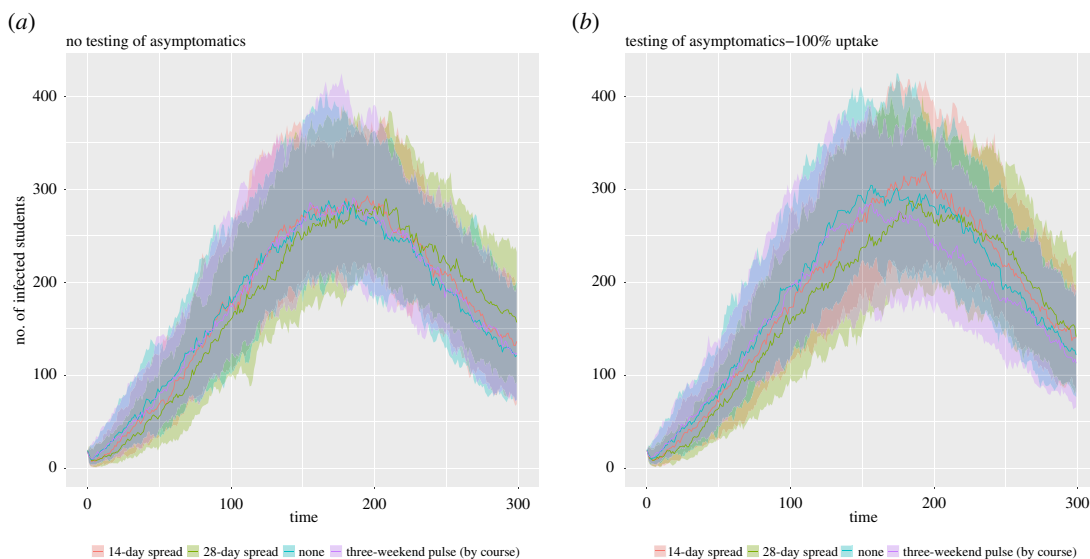 (a)
no testing of asymptomatics
400
300
200
100
0
no. of infected students
0 100 200 300
time
14-day spread 28-day spread none three-weekend pulse (by course)
(b)
testing of asymptomatics–100% uptake
400
300
200
100
0
0 100 200 300
time
14-day spread 28-day spread none three-weekend pulse (by course)